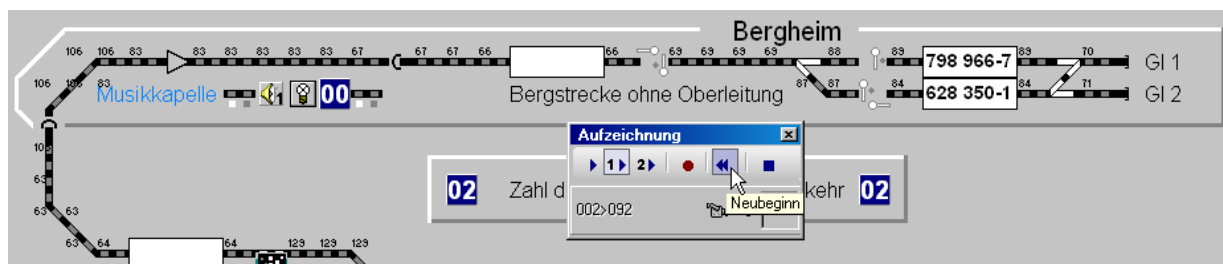 Bergheim
106 106 83 83 83 83 83 83 67 67 67 66 66 69 69 69 69 88 89 798 966-7 89 70 Gl 1
106 106 83 Musikkapelle 1 00 Bergstrecke ohne Oberleitung 87 87 84 628 350-1 84 71 Gl 2
Aufzeichnung
1 2
63 02 Zahl d kehr 02
Neubeginn
002>092
63 63
63 64 64 129 129 129